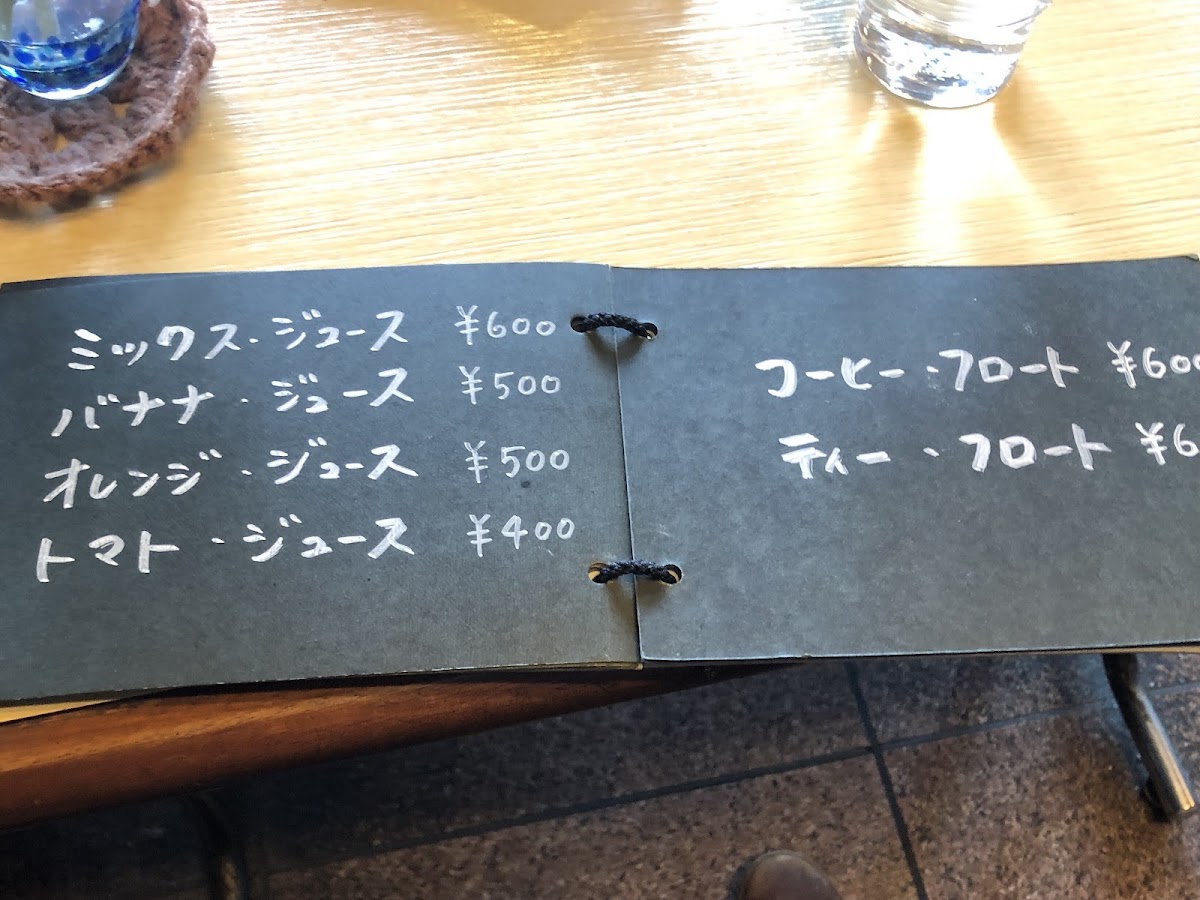 ミックス・ジュース ¥600
バナナ・ジュース ¥500
オレンジ・ジュース ¥500
トマト・ジュース ¥400
コーヒー・フロート ¥600
ティー・フロート